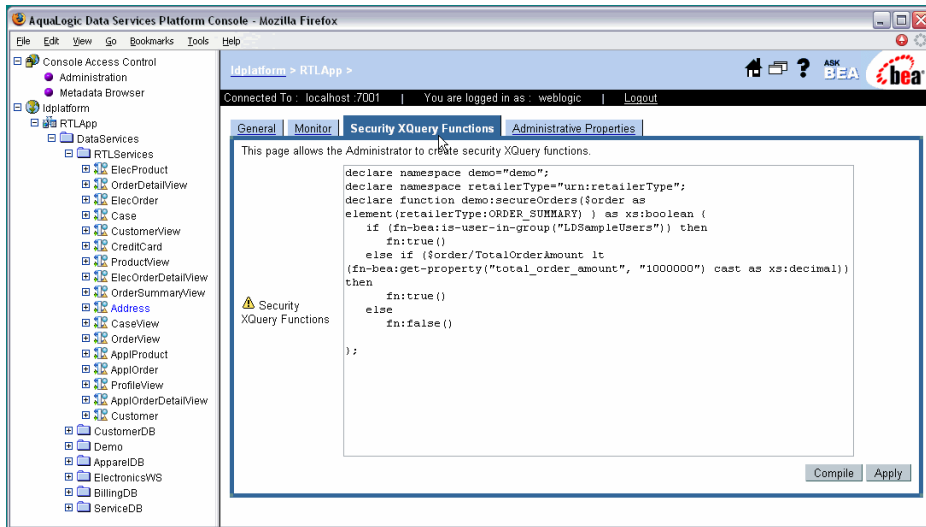 AquaLogic Data Services Platform Console - Mozilla Firefox
File Edit View Go Bookmarks Tools Help
Console Access Control
Administration
Metadata Browser
ldplatform
RTLApp
DataServices
RTLServices
ElecProduct
OrderDetailView
ElecOrder
Case
CustomerView
CreditCard
ProductView
ElecOrderDetailView
OrderSummaryView
Address
CaseView
OrderView
ApplProduct
ApplOrder
ProfileView
ApplOrderDetailView
Customer
CustomerDB
Demo
ApparelDB
ElectronicsWS
BillingDB
ServiceDB
ldplatform > RTLApp >
? ASK BEA
bea
Connected To : localhost :7001 | You are logged in as : weblogic | Logout
General Monitor Security XQuery Functions Administrative Properties
This page allows the Administrator to create security XQuery functions.
Security
XQuery Functions
declare namespace demo="demo";
declare namespace retailerType="urn:retailerType";
declare function demo:secureOrders($order as
element(retailerType:ORDER_SUMMARY) ) as xs:boolean {
if (fn-bea:is-user-in-group("LDSampleUsers")) then
fn:true()
else if ($order/TotalOrderAmount lt
(fn-bea:get-property("total_order_amount", "1000000") cast as xs:decimal))
then
fn:true()
else
fn:false()
};
Compile Apply